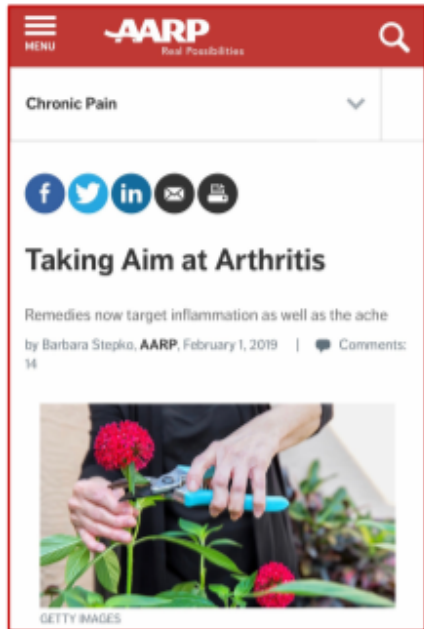 MENU
AARP
Real Possibilities
Chronic Pain
Taking Aim at Arthritis
Remedies now target inflammation as well as the ache
by Barbara Stepko, AARP, February 1, 2019 | Comments:
14
GETTY IMAGES